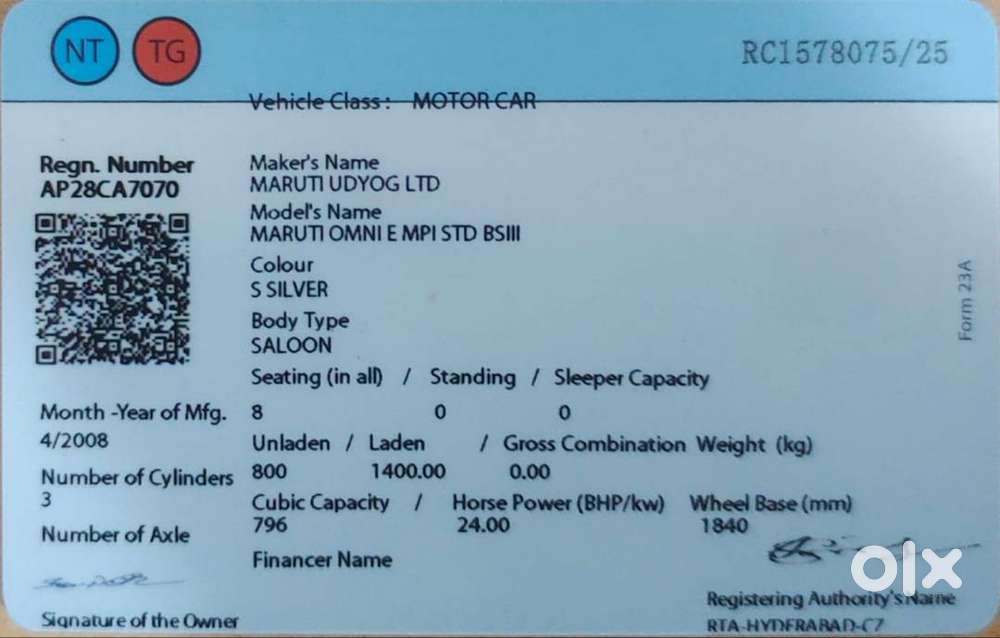 NT TG RC1578075/25
Vehicle Class : MOTOR CAR
Regn. Number
AP28CA7070
Maker's Name
MARUTI UDYOG LTD
Model's Name
MARUTI OMNI E MPI STD BSIII
Colour
S SILVER
Body Type
SALOON
Form 23A
Seating (in all) / Standing / Sleeper Capacity
8 0 0
Month -Year of Mfg.
4/2008
Unladen / Laden / Gross Combination Weight (kg)
800 1400.00 0.00
Number of Cylinders
3
Cubic Capacity / Horse Power (BHP/kw) Wheel Base (mm)
796 24.00 1840
Number of Axle
Financer Name
olx
Signature of the Owner
Registering Authority's Name
RTA-HYDERABAD-CZ